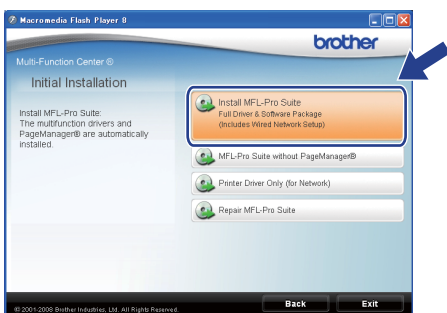 Macromedia Flash Player 8
brother
Multi-Function Center ®
Initial Installation
Install MFL-Pro Suite:
The multifunction drivers and
PageManager® are automatically
installed.
Install MFL-Pro Suite
Full Driver & Software Package
(Includes Wired Network Setup)
MFL-Pro Suite without PageManager®
Printer Driver Only (for Network)
Repair MFL-Pro Suite
© 2001-2008 Brother Industries, Ltd. All Rights Reserved.
Back
Exit